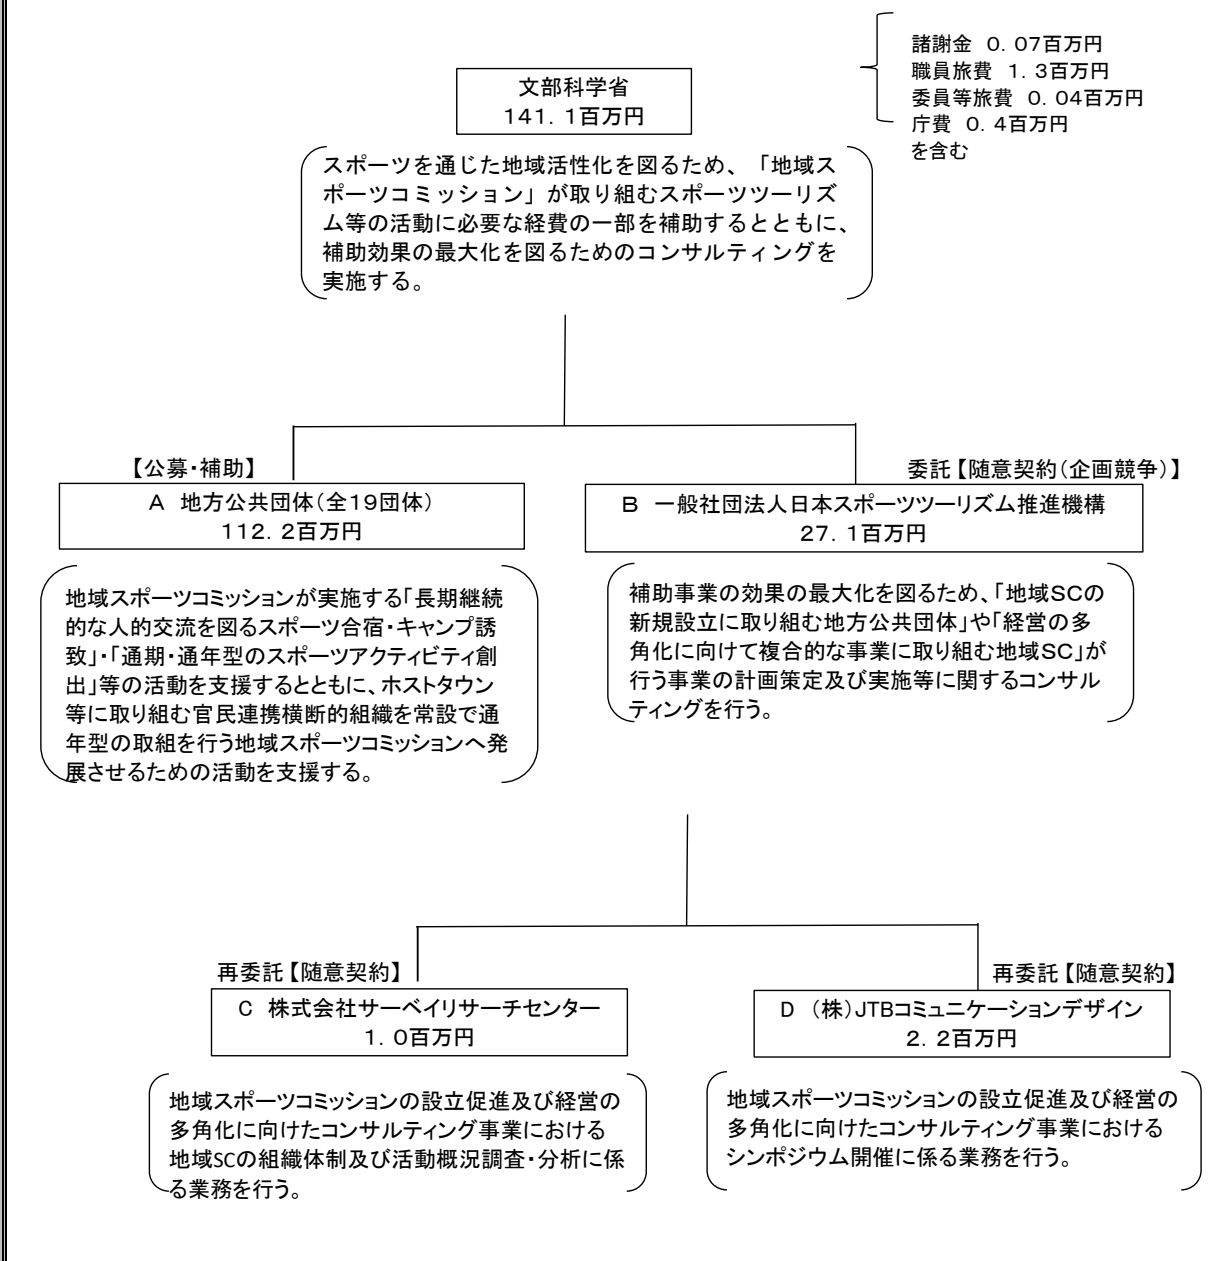 諸謝金 ０．０７百万円
職員旅費 １．３百万円
委員等旅費 ０．０４百万円
庁費 ０．４百万円
を含む
文部科学省
１４１．１百万円
スポーツを通じた地域活性化を図るため、「地域ス
ポーツコミッション」が取り組むスポーツツーリズ
ム等の活動に必要な経費の一部を補助するとともに、
補助効果の最大化を図るためのコンサルティングを
実施する。
【公募・補助】
A 地方公共団体（全１９団体）
１１２．２百万円
地域スポーツコミッションが実施する「長期継続
的な人的交流を図るスポーツ合宿・キャンプ誘
致」・「通期・通年型のスポーツアクティビティ創
出」等の活動を支援するとともに、ホストタウン
等に取り組む官民連携横断的組織を常設で通
年型の取組を行う地域スポーツコミッションへ発
展させるための活動を支援する。
委託【随意契約（企画競争）】
B 一般社団法人日本スポーツツーリズム推進機構
２７．１百万円
補助事業の効果の最大化を図るため、「地域SCの
新規設立に取り組む地方公共団体」や「経営の多
角化に向けて複合的な事業に取り組む地域SC」が
行う事業の計画策定及び実施等に関するコンサル
ティングを行う。
再委託【随意契約】
C 株式会社サーベイリサーチセンター
１．０百万円
地域スポーツコミッションの設立促進及び経営の
多角化に向けたコンサルティング事業における
地域SCの組織体制及び活動概況調査・分析に係
る業務を行う。
再委託【随意契約】
D （株）JTBコミュニケーションデザイン
２．２百万円
地域スポーツコミッションの設立促進及び経営の
多角化に向けたコンサルティング事業における
シンポジウム開催に係る業務を行う。